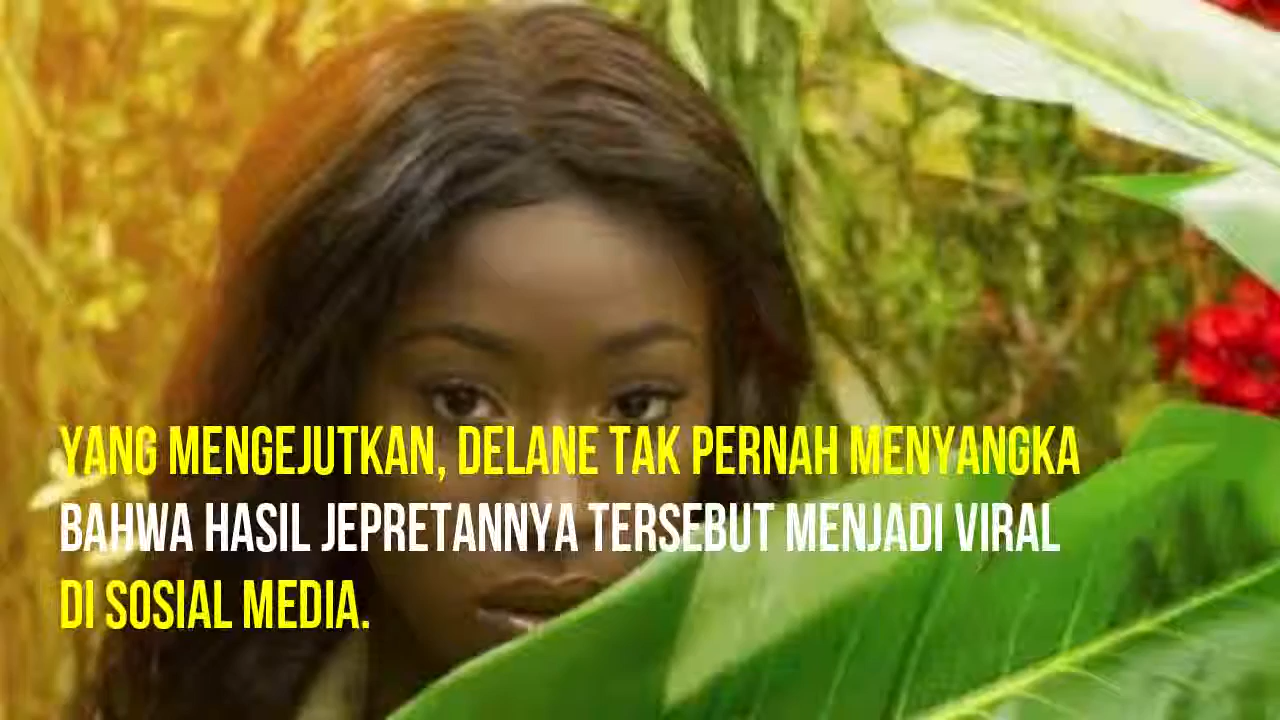 YANG MENGEJUTKAN, DELANE TAK PERNAH MENYANGKA
BAHWA HASIL JEPRETANNYA TERSEBUT MENJADI VIRAL
DI SOSIAL MEDIA.